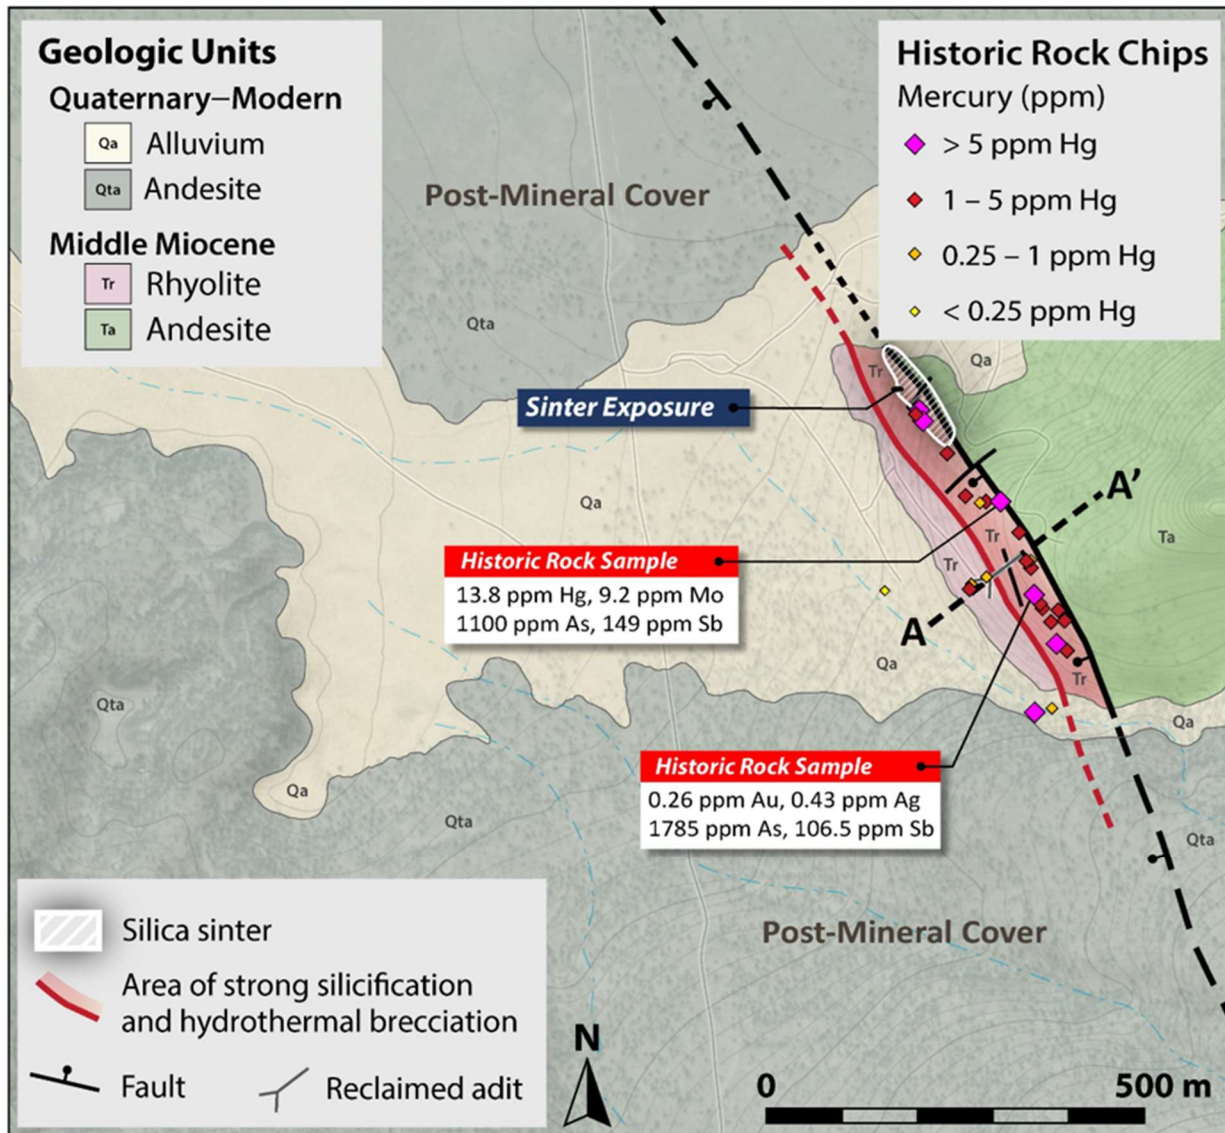 Geologic Units
Quaternary–Modern
Qa Alluvium
Qta Andesite
Middle Miocene
Tr Rhyolite
Ta Andesite
Historic Rock Chips
Mercury (ppm)
> 5 ppm Hg
1 – 5 ppm Hg
0.25 – 1 ppm Hg
< 0.25 ppm Hg
Post-Mineral Cover
Qta
Qa
Tr
Sinter Exposure
A'
Qa
Tr
Ta
Historic Rock Sample
13.8 ppm Hg, 9.2 ppm Mo
1100 ppm As, 149 ppm Sb
Tr
A
Qa
Tr
Qta
Qa
Historic Rock Sample
0.26 ppm Au, 0.43 ppm Ag
1785 ppm As, 106.5 ppm Sb
Qa
Qta
Qta
Post-Mineral Cover
Silica sinter
Area of strong silicification
and hydrothermal brecciation
Fault
Reclaimed adit
N
0
500 m